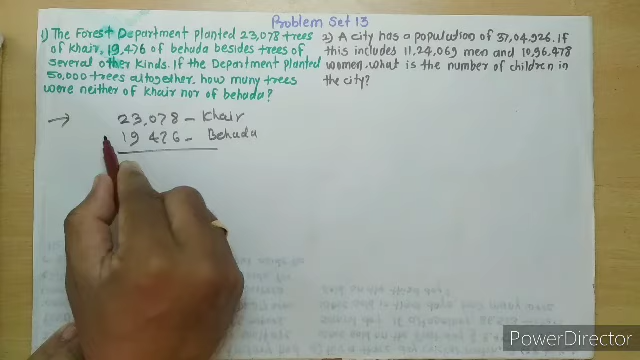 Problem Set 13
1) The Forest Department planted 23,078 trees
of khair, 19,476 of behada besides trees of
several other kinds. If the Department planted
50,000 trees altogether. how many trees
were neither of khair nor of behada?
2) A city has a population of 37,04,926. If
this includes 11,24,069 men and 10,96,478
women. what is the number of children in
the city?
→ 23,078 - Khair
19 476 - Behada
PowerDirector